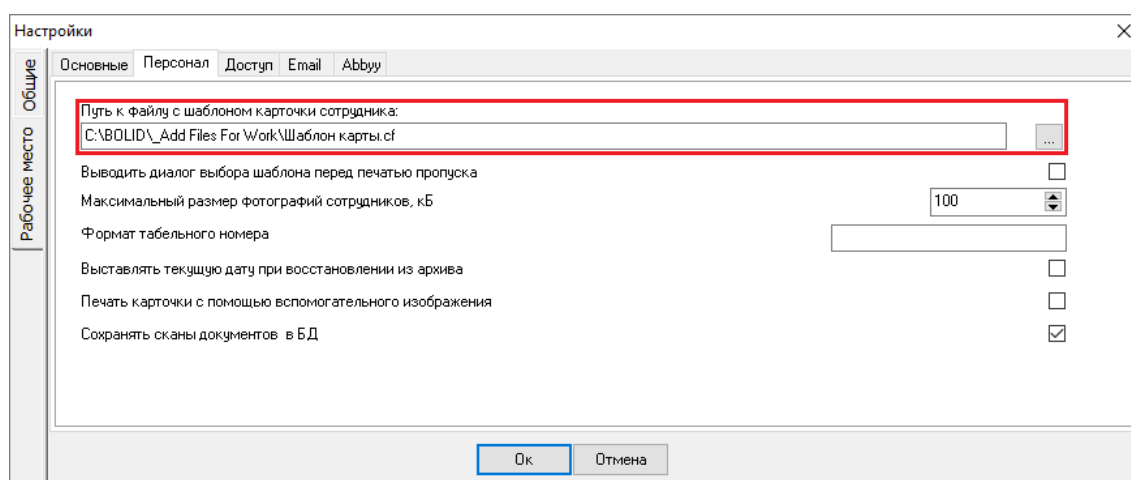 Настройки
Общие
Рабочее место
Основные Персонал Доступ Email Abbyy
Путь к файлу с шаблоном карточки сотрудника:
C:\BOLID\_Add Files For Work\Шаблон карты.cf ...
Выводить диалог выбора шаблона перед печатью пропуска
Максимальный размер фотографий сотрудников, кБ 100
Формат табельного номера
Выставлять текущую дату при восстановлении из архива
Печать карточки с помощью вспомогательного изображения
Сохранять сканы документов в БД
Ок Отмена